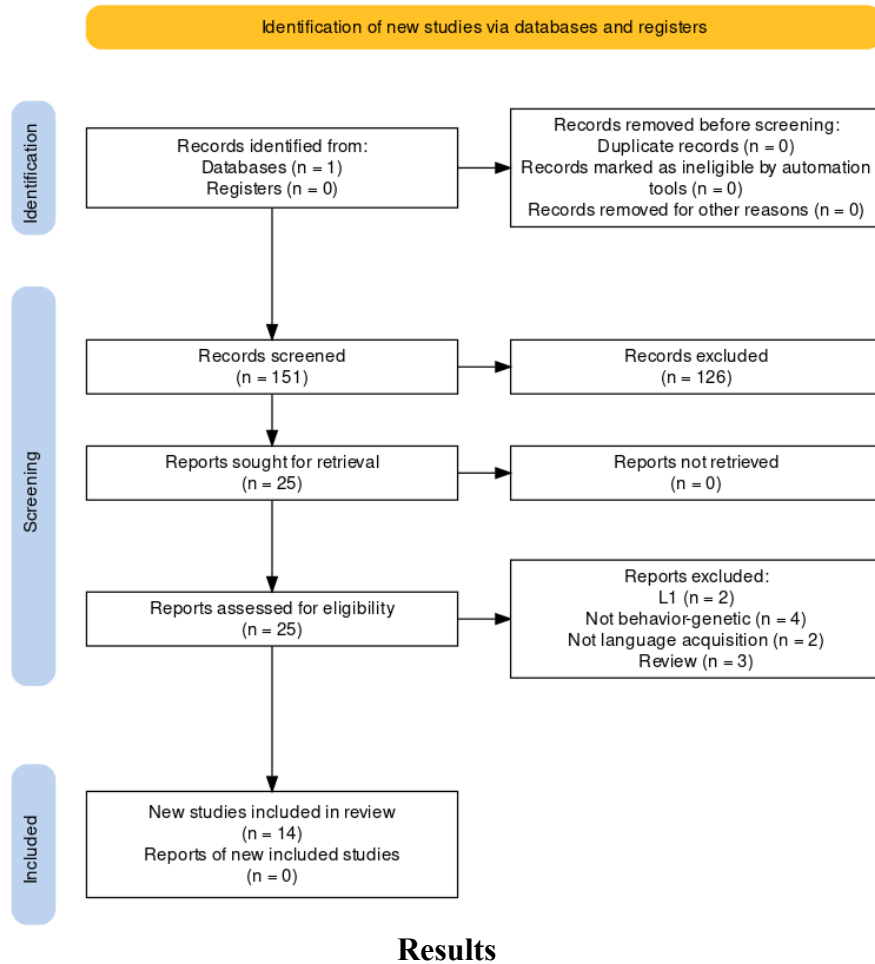 Identification of new studies via databases and registers
Identification
Records identified from:
Databases (n = 1)
Registers (n = 0)
Records removed before screening:
Duplicate records (n = 0)
Records marked as ineligible by automation
tools (n = 0)
Records removed for other reasons (n = 0)
Screening
Records screened
(n = 151)
Records excluded
(n = 126)
Reports sought for retrieval
(n = 25)
Reports not retrieved
(n = 0)
Reports assessed for eligibility
(n = 25)
Reports excluded:
L1 (n = 2)
Not behavior-genetic (n = 4)
Not language acquisition (n = 2)
Review (n = 3)
Included
New studies included in review
(n = 14)
Reports of new included studies
(n = 0)
Results